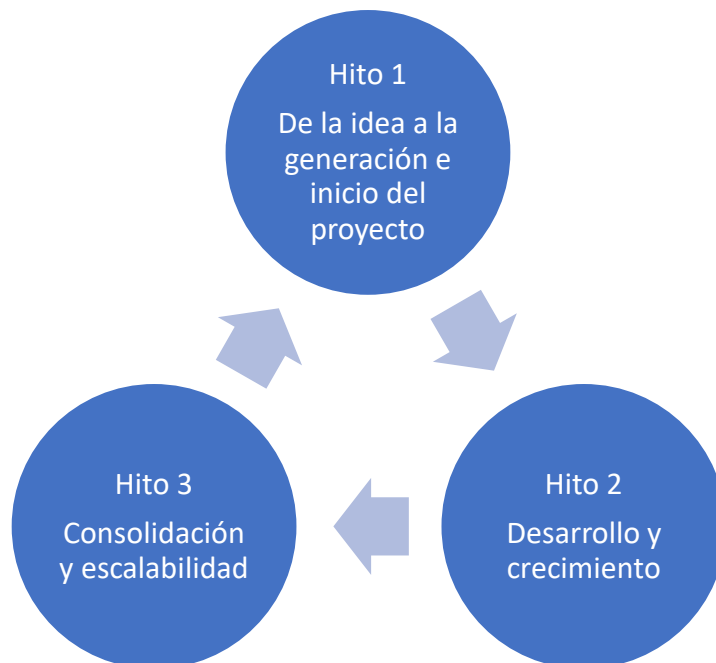 Hito 1
De la idea a la
generación e
inicio del
proyecto
Hito 2
Desarrollo y
crecimiento
Hito 3
Consolidación
y escalabilidad